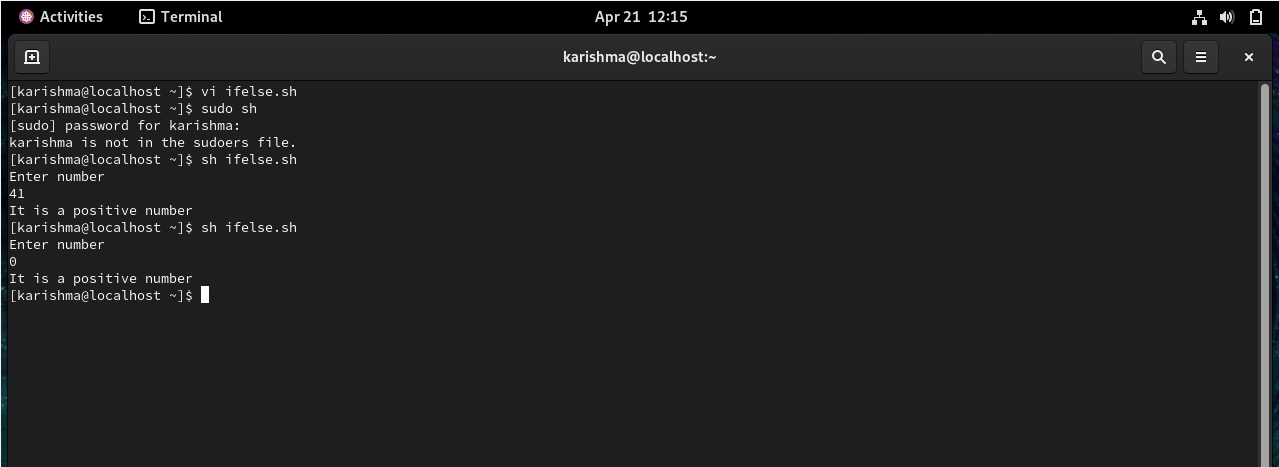 Activities Terminal Apr 21 12:15
karishma@localhost:~
[karishma@localhost ~]$ vi ifelse.sh
[karishma@localhost ~]$ sudo sh
[sudo] password for karishma:
karishma is not in the sudoers file.
[karishma@localhost ~]$ sh ifelse.sh
Enter number
41
It is a positive number
[karishma@localhost ~]$ sh ifelse.sh
Enter number
0
It is a positive number
[karishma@localhost ~]$